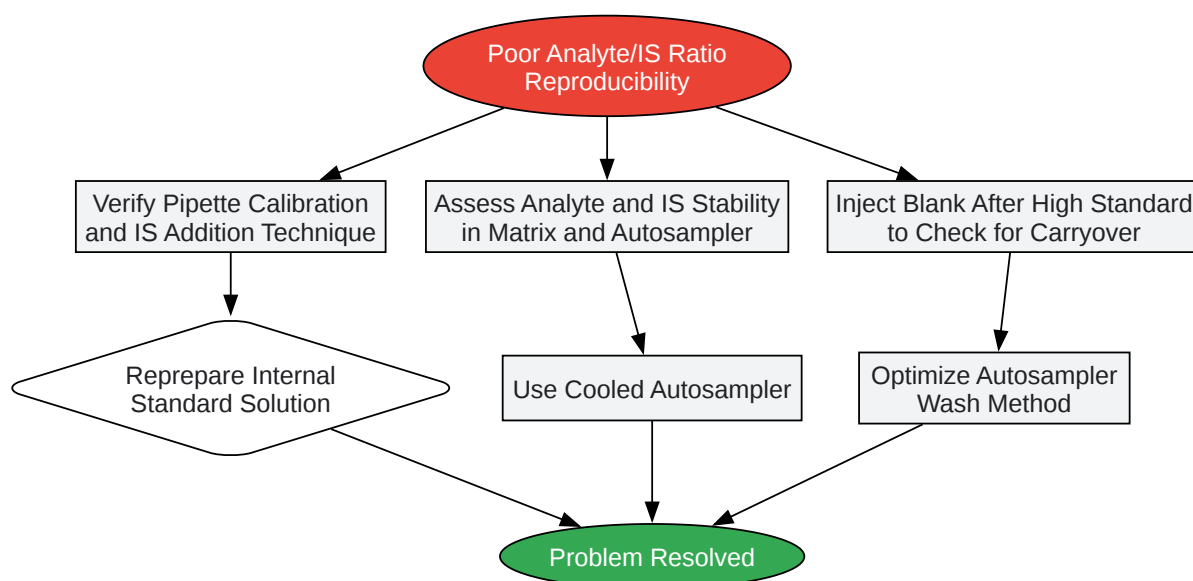 Poor Analyte/IS Ratio
Reproducibility
Verify Pipette Calibration
and IS Addition Technique
Assess Analyte and IS Stability
in Matrix and Autosampler
Inject Blank After High Standard
to Check for Carryover
Reprepare Internal
Standard Solution
Use Cooled Autosampler
Optimize Autosampler
Wash Method
Problem Resolved